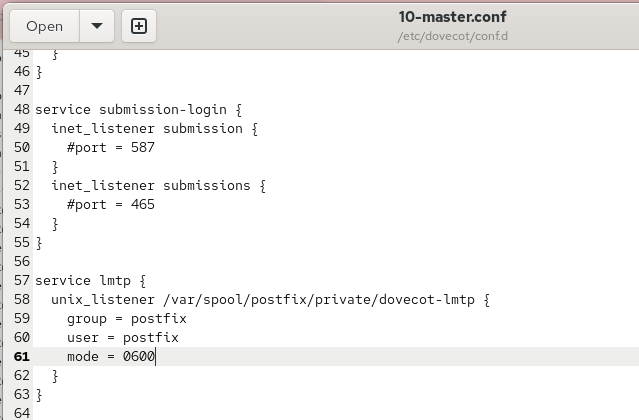 Open
10-master.conf
/etc/dovecot/conf.d
45   }
46 }
47
48 service submission-login {
49   inet_listener submission {
50     #port = 587
51   }
52   inet_listener submissions {
53     #port = 465
54   }
55 }
56
57 service lmtp {
58   unix_listener /var/spool/postfix/private/dovecot-lmtp {
59     group = postfix
60     user = postfix
61     mode = 0600
62   }
63 }
64